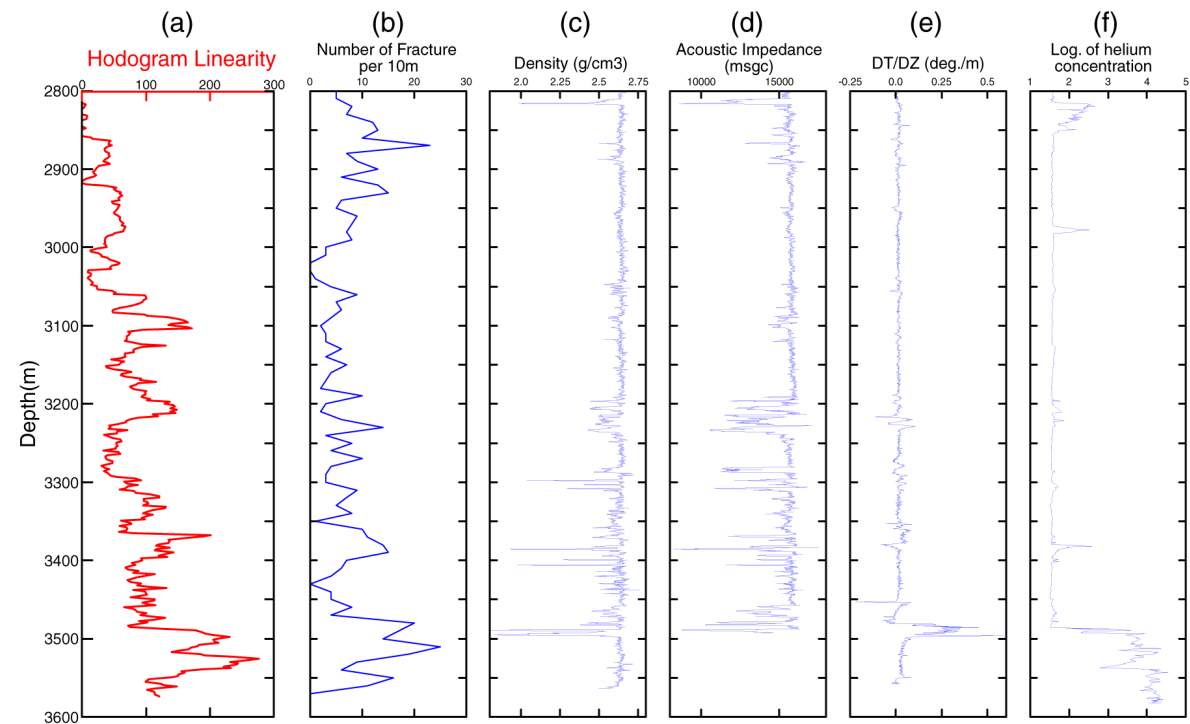 (a) (b) (c) (d) (e) (f)
Hodogram Linearity
0 100 200 300
Number of Fracture
per 10m
0 10 20 30
Density (g/cm3)
2.0 2.25 2.5 2.75
Acoustic Impedance
(msgc)
10000 15000
DT/DZ (deg./m)
-0.25 0.0 0.25 0.5
Log. of helium
concentration
1 2 3 4 5
Depth(m)
2800
2900
3000
3100
3200
3300
3400
3500
3600